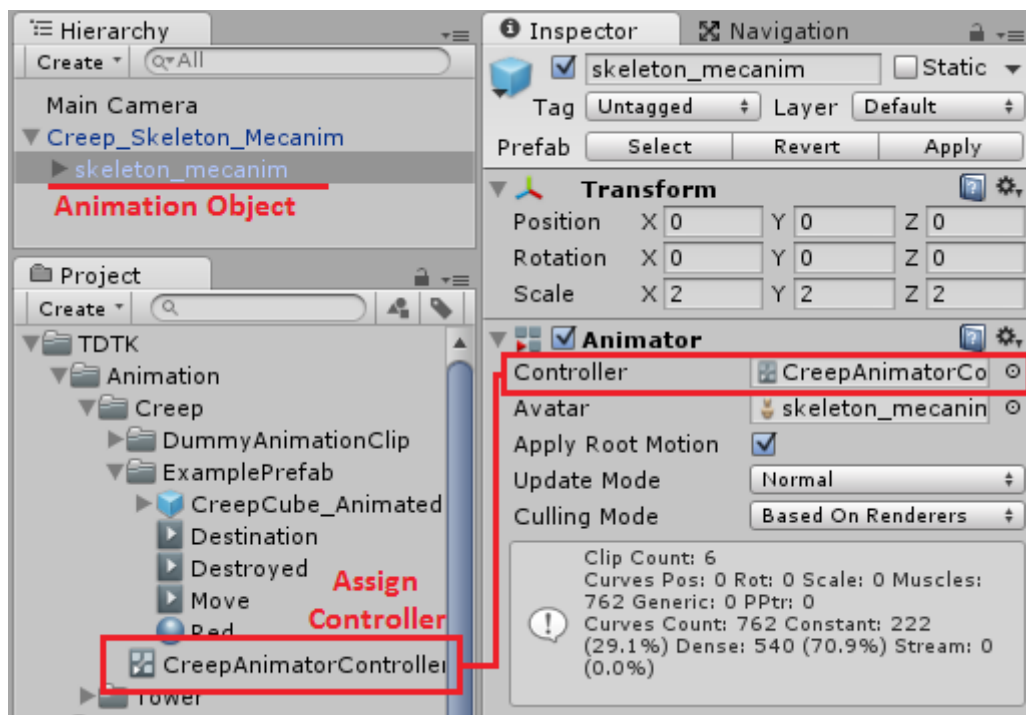 Hierarchy
Create All
Main Camera
Creep_Skeleton_Mecanim
skeleton_mecanim
Animation Object
Project
Create
TDTK
Animation
Creep
DummyAnimationClip
ExamplePrefab
CreepCube_Animated
Destination
Destroyed
Move
Red
Assign
Controller
CreepAnimatorController
Tower
Inspector Navigation
skeleton_mecanim Static
Tag Untagged Layer Default
Prefab Select Revert Apply
Transform
Position X 0 Y 0 Z 0
Rotation X 0 Y 0 Z 0
Scale X 2 Y 2 Z 2
Animator
Controller CreepAnimatorCo
Avatar skeleton_mecanin
Apply Root Motion
Update Mode Normal
Culling Mode Based On Renderers
Clip Count: 6
Curves Pos: 0 Rot: 0 Scale: 0 Muscles:
762 Generic: 0 PPtr: 0
Curves Count: 762 Constant: 222
(29.1%) Dense: 540 (70.9%) Stream: 0
(0.0%)